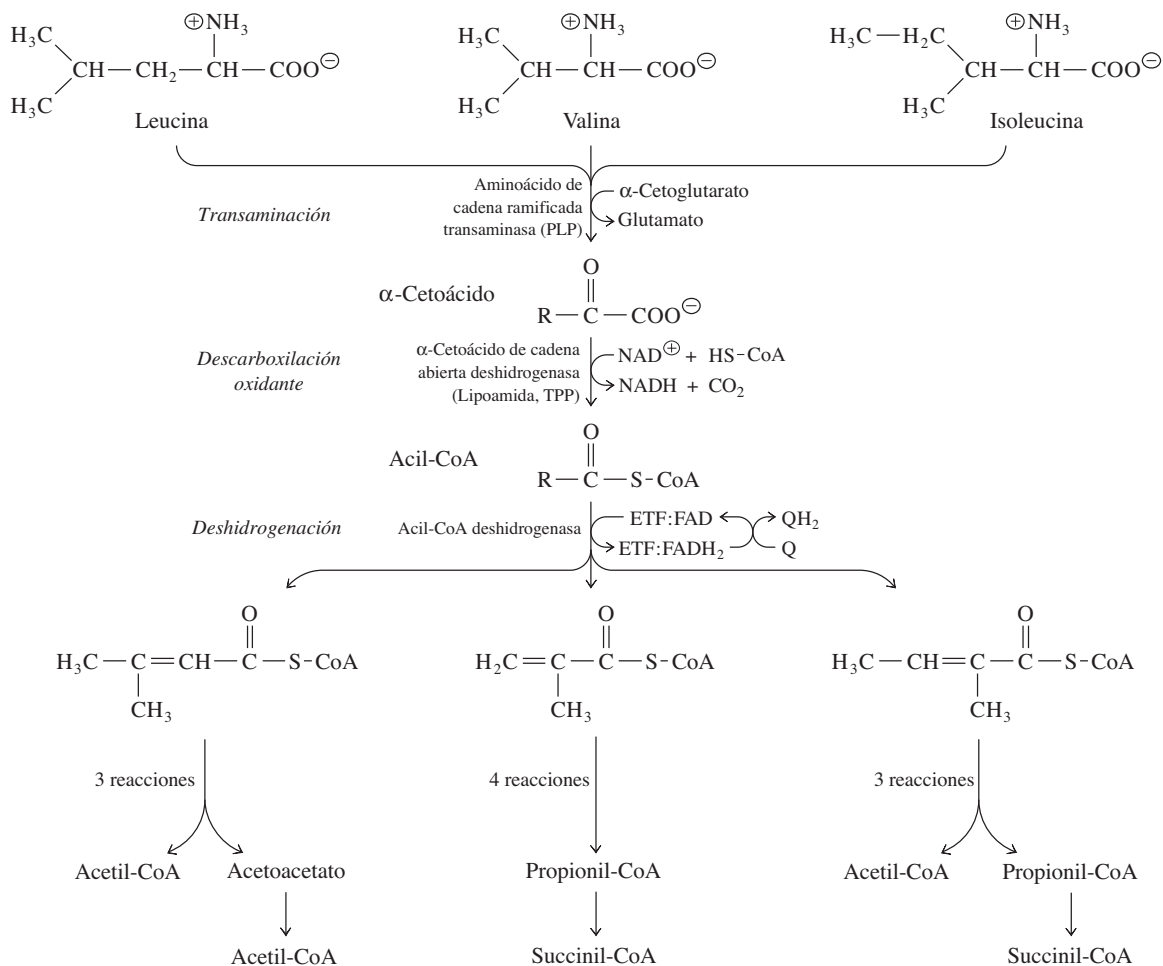 ⊕NH₃ ⊕NH₃ ⊕NH₃
H₃C H₃C H₃C—H₂C
CH—CH₂—CH—COO⊖ CH—CH—COO⊖ CH—CH—COO⊖
H₃C H₃C H₃C
Leucina Valina Isoleucina
Transaminación
Aminoácido de
cadena ramificada
transaminasa (PLP)
α-Cetoglutarato
Glutamato
O
α-Cetoácido
R—C—COO⊖
Descarboxilación
oxidante
α-Cetoácido de cadena
abierta deshidrogenasa
(Lipoamida, TPP)
NAD⊕ + HS-CoA
NADH + CO₂
O
Acil-CoA
R—C—S-CoA
Deshidrogenación
Acil-CoA deshidrogenasa
ETF:FAD QH₂
ETF:FADH₂ Q
O O O
H₃C—C=CH—C—S-CoA H₂C=C—C—S-CoA H₃C—CH=C—C—S-CoA
CH₃ CH₃ CH₃
3 reacciones 4 reacciones 3 reacciones
Acetil-CoA Acetoacetato Propionil-CoA Acetil-CoA Propionil-CoA
Acetil-CoA Succinil-CoA Succinil-CoA